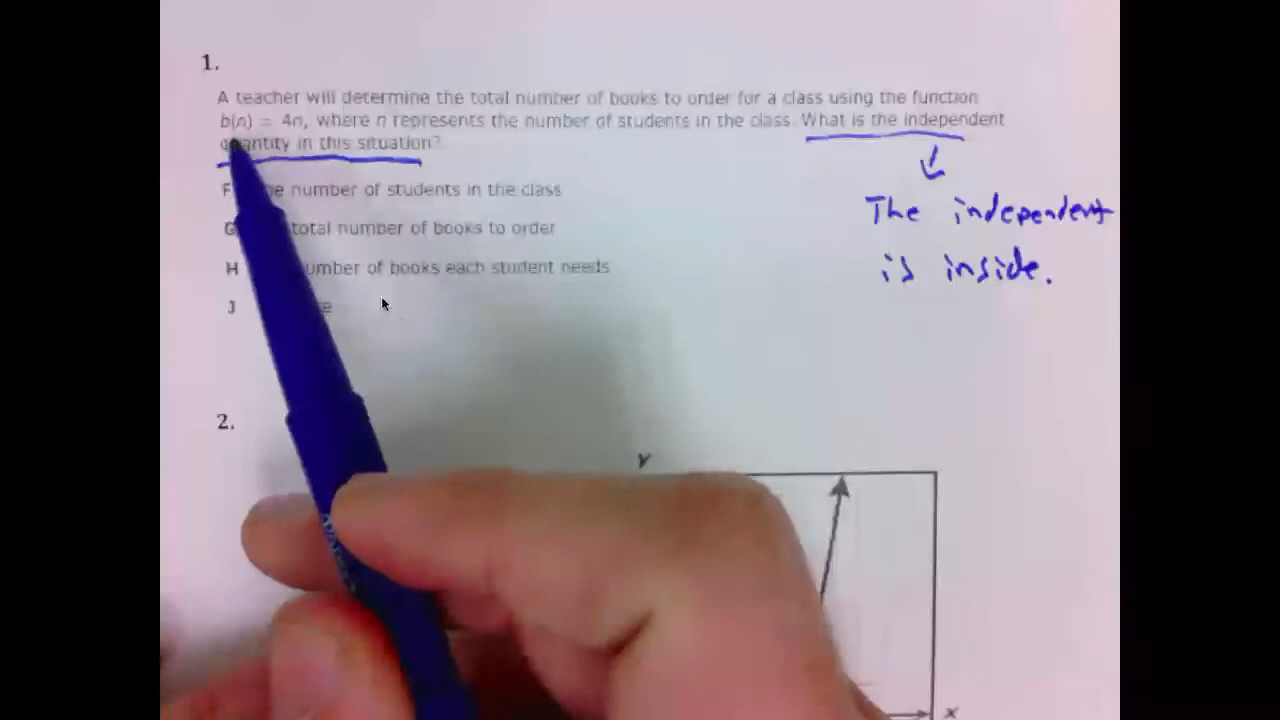 1.
A teacher will determine the total number of books to order for a class using the function
b(n) = 4n, where n represents the number of students in the class. What is the independent
quantity in this situation?
The independent
is inside.
F number of students in the class
G total number of books to order
H number of books each student needs
J
2.
y
x